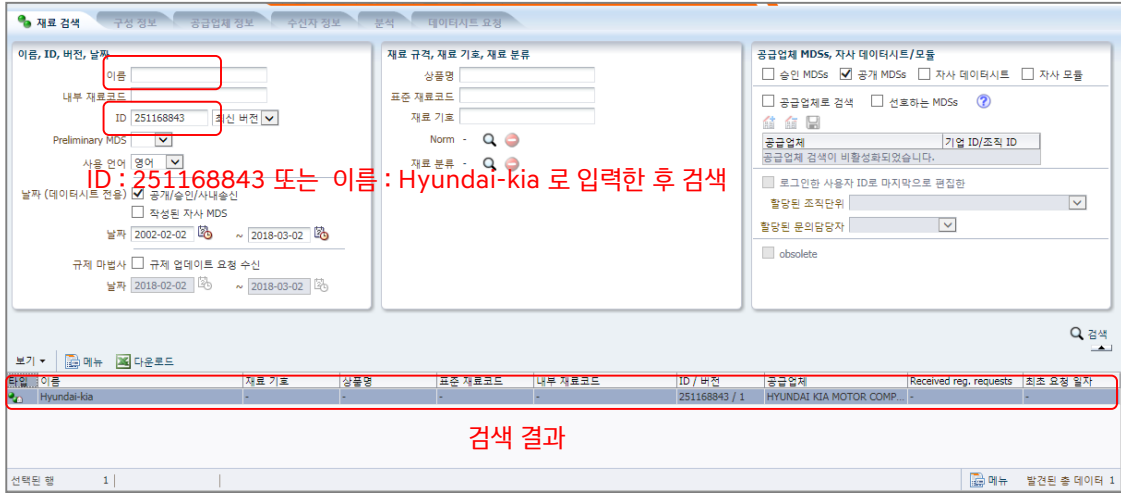 재료 검색 구성 정보 공급업체 정보 수신자 정보 분석 데이터시트 요청
이름, ID, 버전, 날짜
이름
내부 재료코드
ID 251168843 최신 버전
Preliminary MDS
사용 언어 영어
ID : 251168843 또는 이름 : Hyundai-kia 로 입력한 후 검색
날짜 (데이터시트 전용) 공개/승인/사내송신
작성된 자사 MDS
날짜 2002-02-02 ~ 2018-03-02
규제 마법사 규제 업데이트 요청 수신
날짜 2018-02-02 ~ 2018-03-02
재료 규격, 재료 기호, 재료 분류
상품명
표준 재료코드
재료 기호
Norm -
재료 분류 -
공급업체 MDSs, 자사 데이터시트/모듈
승인 MDSs 공개 MDSs 자사 데이터시트 자사 모듈
공급업체로 검색 선호하는 MDSs
공급업체 기업 ID/조직 ID
공급업체 검색이 비활성화되었습니다.
로그인한 사용자 ID로 마지막으로 편집한
할당된 조직단위
할당된 문의담당자
obsolete
검색
보기 메뉴 다운로드
타입 이름 재료 기호 상품명 표준 재료코드 내부 재료코드 ID / 버전 공급업체 Received reg. requests 최초 요청 일자
Hyundai-kia - - - - 251168843 / 1 HYUNDAI KIA MOTOR COMP... - -
검색 결과
선택된 행 1 메뉴 발견된 총 데이터 1